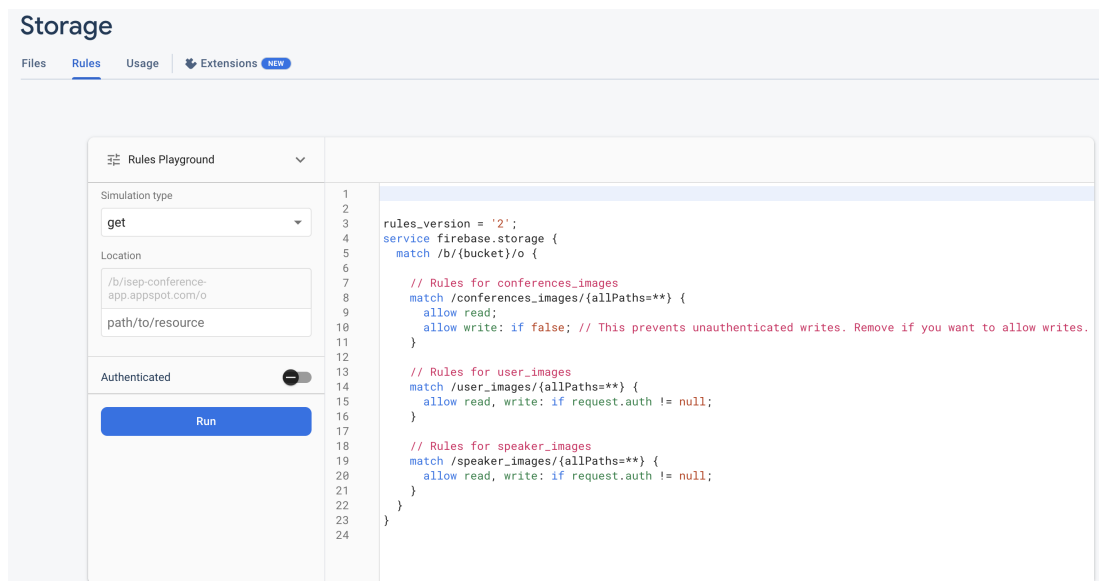 Storage
Files Rules Usage Extensions NEW
Rules Playground
Simulation type
get
Location
/b/isep-conference-
app.appspot.com/o
path/to/resource
Authenticated
Run
1
2
3 rules_version = '2';
4 service firebase.storage {
5 match /b/{bucket}/o {
6
7 // Rules for conferences_images
8 match /conferences_images/{allPaths=**} {
9 allow read;
10 allow write: if false; // This prevents unauthenticated writes. Remove if you want to allow writes.
11 }
12
13 // Rules for user_images
14 match /user_images/{allPaths=**} {
15 allow read, write: if request.auth != null;
16 }
17
18 // Rules for speaker_images
19 match /speaker_images/{allPaths=**} {
20 allow read, write: if request.auth != null;
21 }
22 }
23 }
24